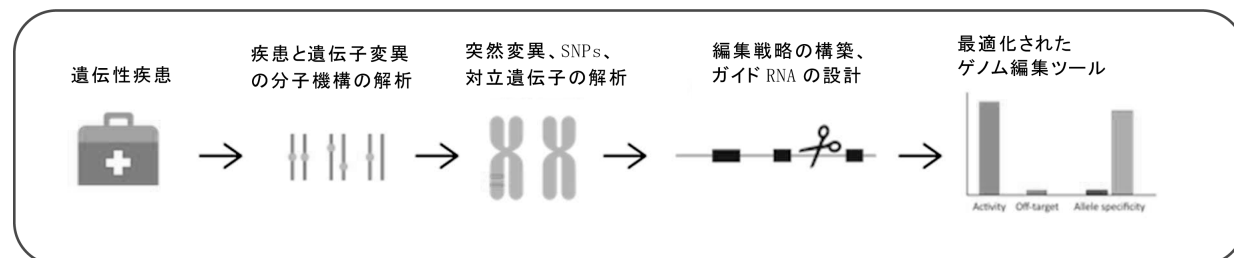 遺伝性疾患
疾患と遺伝子変異
の分子機構の解析
突然変異、SNPs、
対立遺伝子の解析
編集戦略の構築、
ガイド RNA の設計
最適化された
ゲノム編集ツール
Activity Off-target Allele specificity